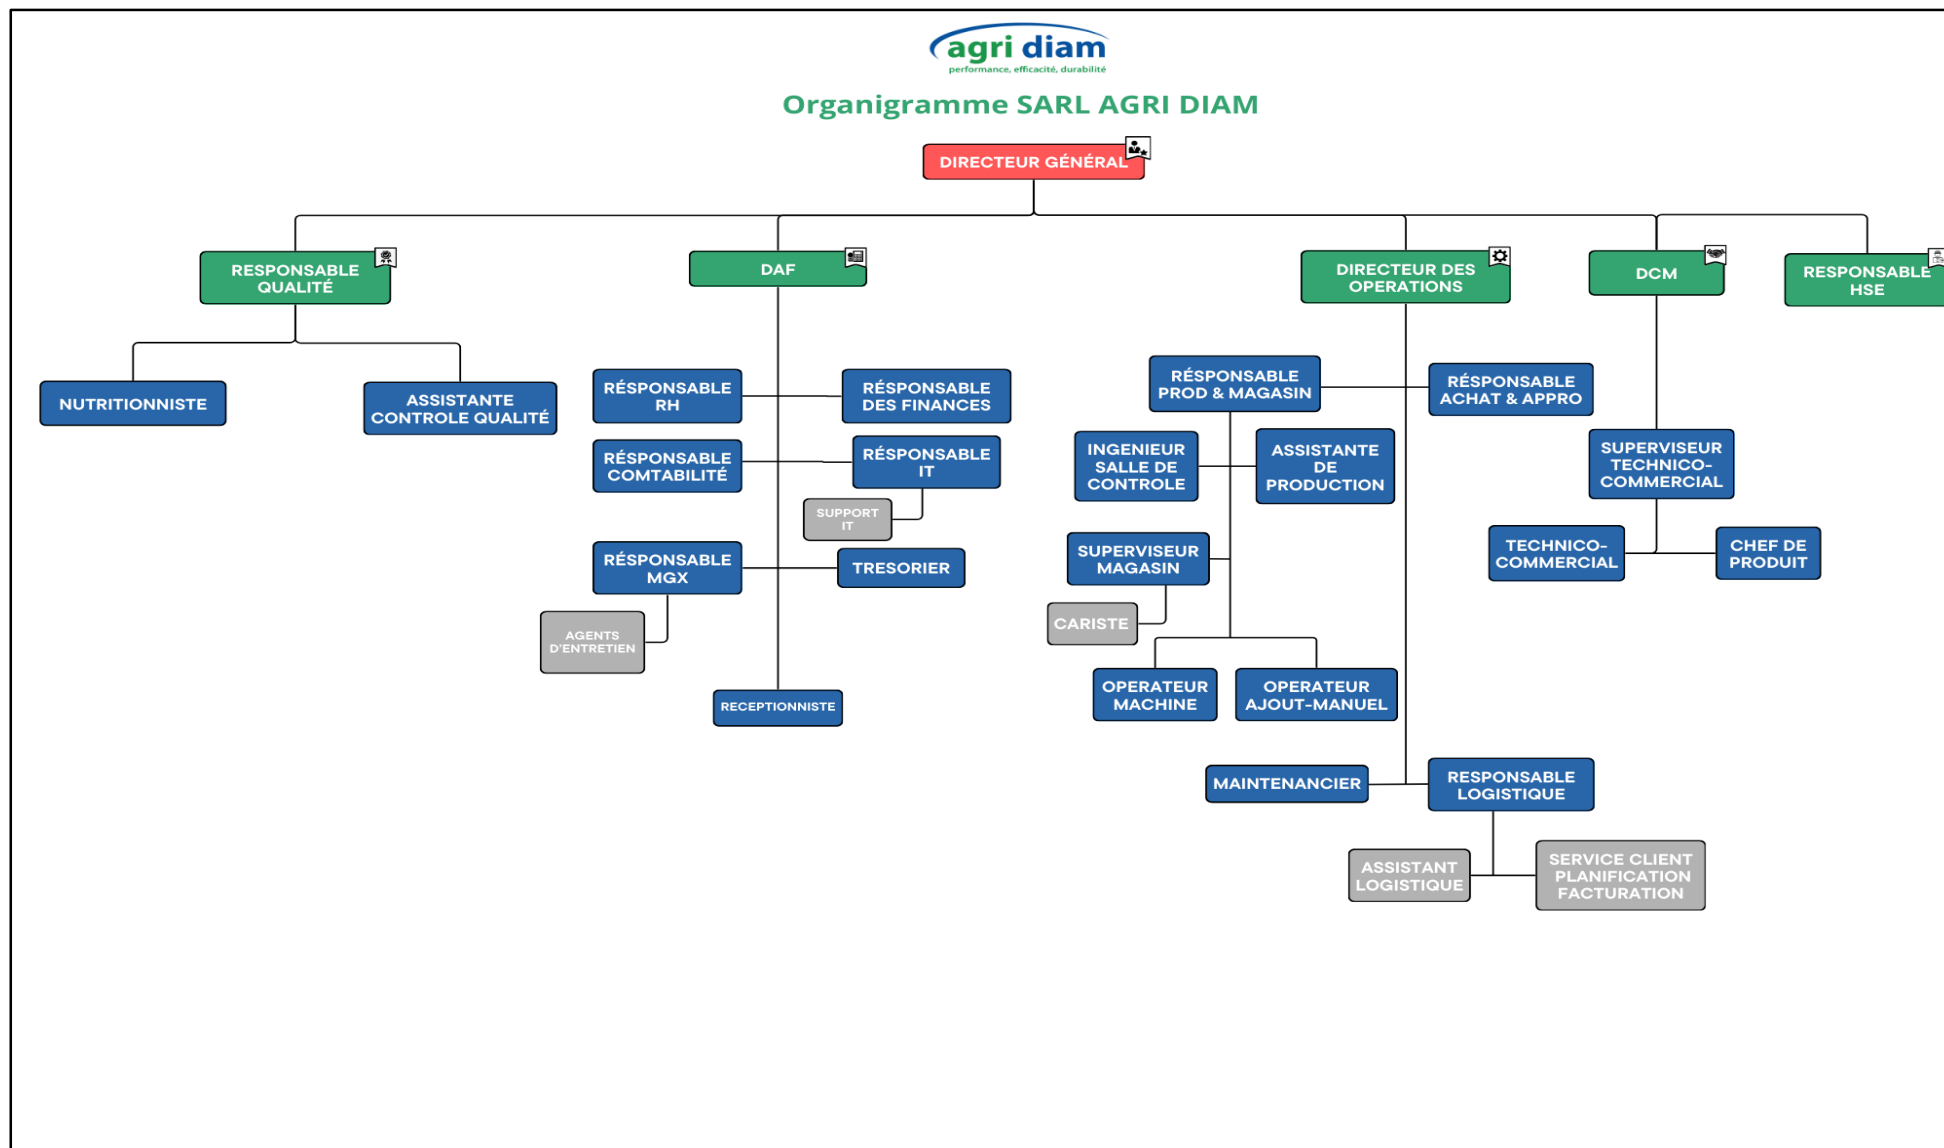 agri diam
performance, efficacité, durabilité
Organigramme SARL AGRI DIAM
DIRECTEUR GÉNÉRAL
RESPONSABLE
QUALITÉ
DAF
DIRECTEUR DES
OPERATIONS
DCM
RESPONSABLE
HSE
NUTRITIONNISTE
ASSISTANTE
CONTROLE QUALITÉ
RÉSPONSABLE
RH
RÉSPONSABLE
DES FINANCES
RÉSPONSABLE
COMTABILITÉ
RÉSPONSABLE
IT
SUPPORT
IT
RÉSPONSABLE
MGX
TRESORIER
AGENTS
D'ENTRETIEN
RECEPTIONNISTE
RÉSPONSABLE
PROD & MAGASIN
RÉSPONSABLE
ACHAT & APPRO
INGENIEUR
SALLE DE
CONTROLE
ASSISTANTE
DE
PRODUCTION
SUPERVISEUR
MAGASIN
CARISTE
OPERATEUR
MACHINE
OPERATEUR
AJOUT-MANUEL
MAINTENANCIER
RESPONSABLE
LOGISTIQUE
ASSISTANT
LOGISTIQUE
SERVICE CLIENT
PLANIFICATION
FACTURATION
SUPERVISEUR
TECHNICO-
COMMERCIAL
TECHNICO-
COMMERCIAL
CHEF DE
PRODUIT